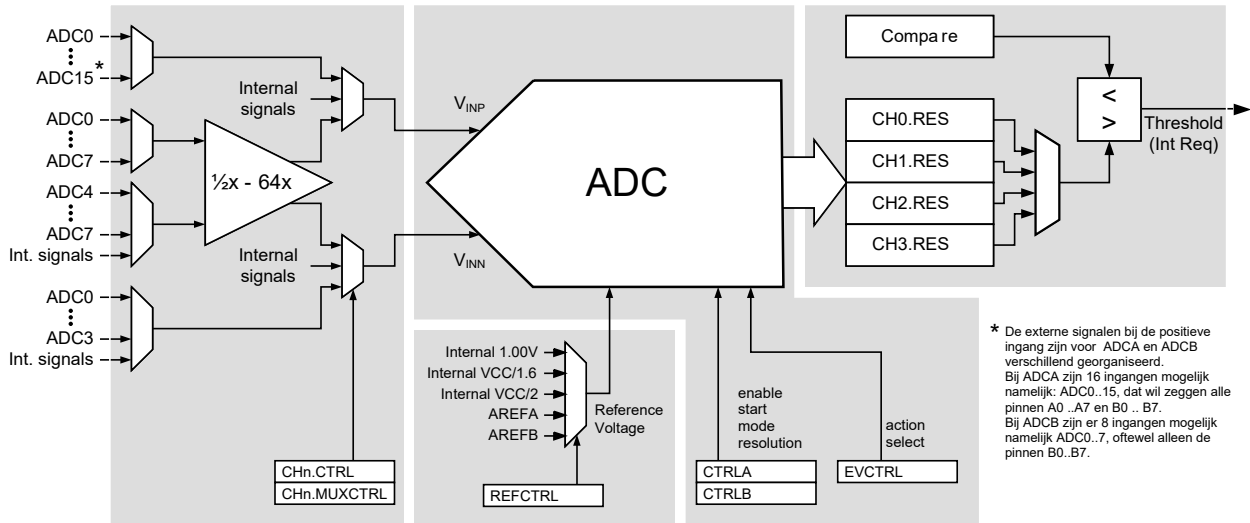 ADC0
ADC15 *
Internal
signals
ADC0
ADC7
½x - 64x
ADC4
ADC7
Int. signals
Internal
signals
ADC0
ADC3
Int. signals
CHn.CTRL
CHn.MUXCTRL
VINP
VINN
ADC
Internal 1.00V
Internal VCC/1.6
Internal VCC/2
AREFA
AREFB
Reference
Voltage
REFCTRL
enable
start
mode
resolution
CTRLA
CTRLB
action
select
EVCTRL
Compa re
CH0.RES
CH1.RES
CH2.RES
CH3.RES
<
>
Threshold
(Int Req)
* De externe signalen bij de positieve
ingang zijn voor ADCA en ADCB
verschillend georganiseerd.
Bij ADCA zijn 16 ingangen mogelijk
namelijk: ADC0..15, dat wil zeggen alle
pinnen A0 ..A7 en B0 .. B7.
Bij ADCB zijn er 8 ingangen mogelijk
namelijk ADC0..7, oftewel alleen de
pinnen B0..B7.